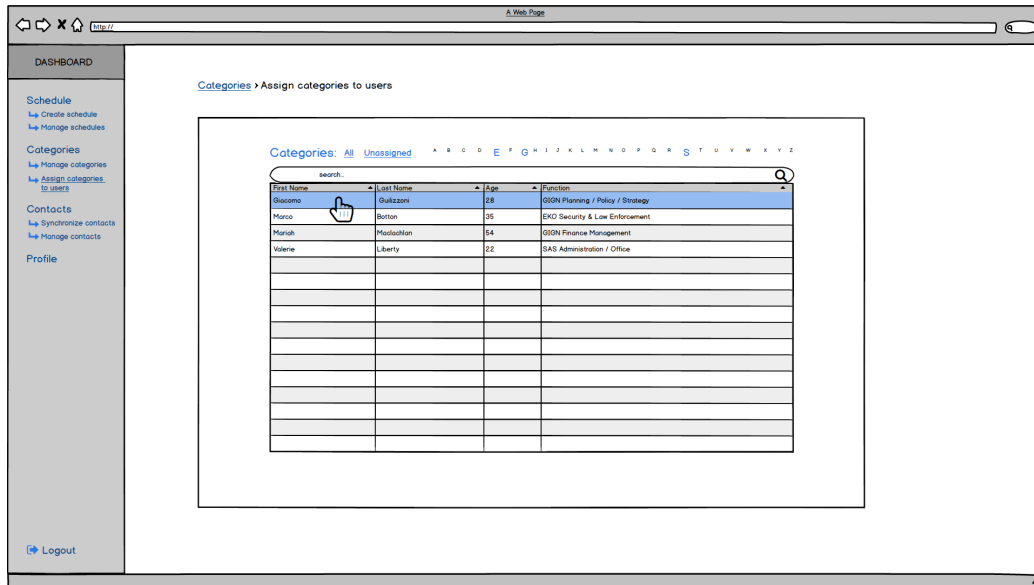 A Web Page
http://
DASHBOARD
Schedule
Create schedule
Manage schedules
Categories
Manage categories
Assign categories
to users
Contacts
Synchronize contacts
Manage contacts
Profile
Logout
Categories › Assign categories to users
Categories: All Unassigned A B C D E F G H I J K L M N O P Q R S T U V W X Y Z
search..
First Name Last Name Age Function
Giacomo Guilizzoni 28 GIGN Planning / Policy / Strategy
Marco Botton 35 EKO Security & Law Enforcement
Mariah Maclachlan 54 GIGN Finance Management
Valerie Liberty 22 SAS Administration / Office